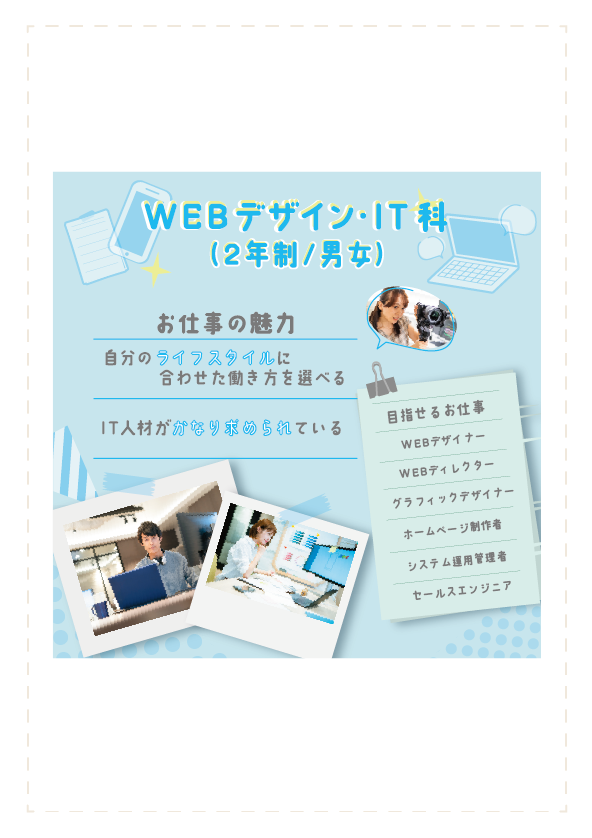 WEBデザイン・IT科
(2年制/男女)
お仕事の魅力
自分のライフスタイルに
合わせた働き方を選べる
IT人材がかなり求められている
目指せるお仕事
WEBデザイナー
WEBディレクター
グラフィックデザイナー
ホームページ制作者
システム運用管理者
セールスエンジニア